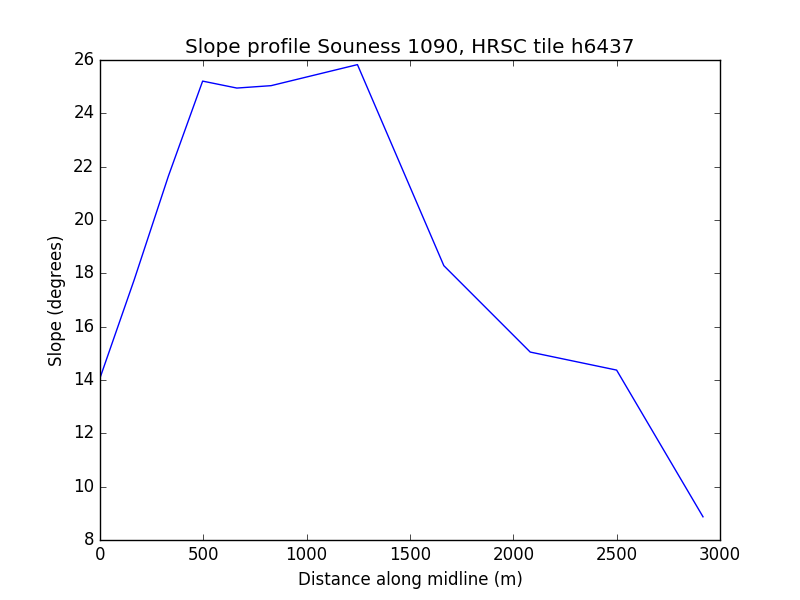 Slope profile Souness 1090, HRSC tile h6437
26
24
22
20
18
16
14
12
10
8
Slope (degrees)
0 500 1000 1500 2000 2500 3000
Distance along midline (m)